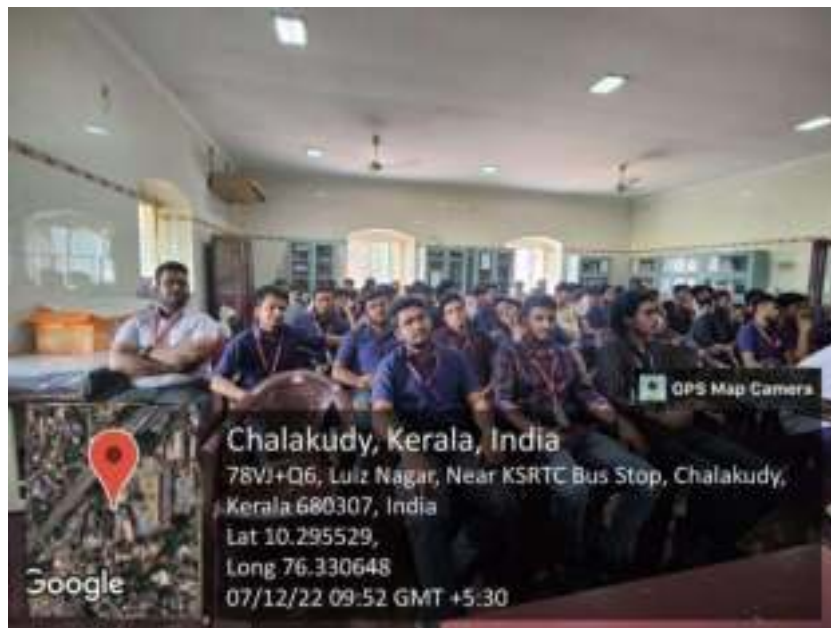 GPS Map Camera
Chalakudy, Kerala, India
78VJ+Q6, Luiz Nagar, Near KSRTC Bus Stop, Chalakudy,
Kerala 680307, India
Lat 10.295529,
Long 76.330648
07/12/22 09:52 GMT +5:30
Google